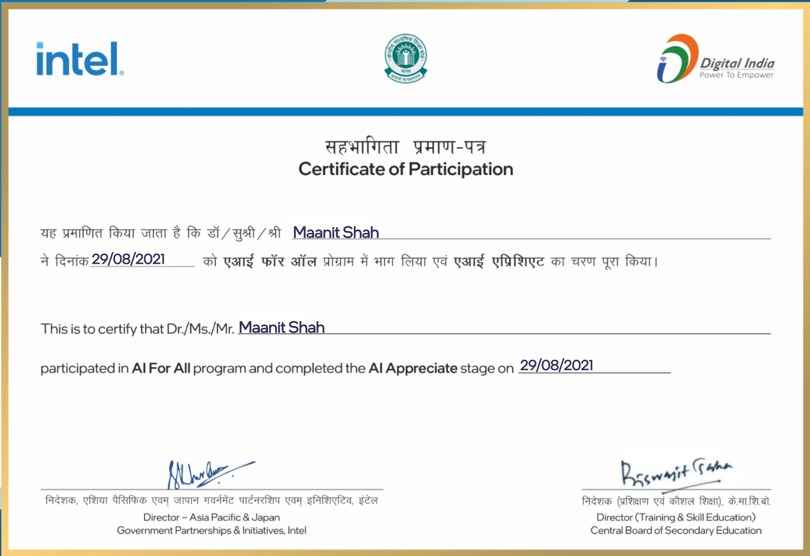 intel.
Digital India
Power To Empower
सहभागिता प्रमाण-पत्र
Certificate of Participation
यह प्रमाणित किया जाता है कि डॉ/सुश्री/श्री Maanit Shah
ने दिनांक 29/08/2021 को एआई फॉर ऑल प्रोग्राम में भाग लिया एवं एआई एप्रिशिएट का चरण पूरा किया।
This is to certify that Dr./Ms./Mr. Maanit Shah
participated in AI For All program and completed the AI Appreciate stage on 29/08/2021
Biswajit Saha
निदेशक, एशिया पैसिफिक एवम् जापान गवर्नमेंट पार्टनरशिप एवम् इनिशिएटिव, इंटेल
Director – Asia Pacific & Japan
Government Partnerships & Initiatives, Intel
निदेशक (प्रशिक्षण एवं कौशल शिक्षा), के.मा.शि.बो.
Director (Training & Skill Education)
Central Board of Secondary Education